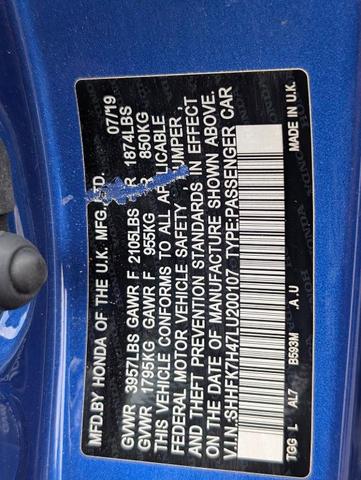 MFD.BY HONDA OF THE U.K. MFG. LTD. 07/19
GVWR 3957LBS GAWR F 2105LBS R 1874LBS
GVWR 1795KG GAWR F 955KG R 850KG
THIS VEHICLE CONFORMS TO ALL APPLICABLE
FEDERAL MOTOR VEHICLE SAFETY, BUMPER,
AND THEFT PREVENTION STANDARDS IN EFFECT
ON THE DATE OF MANUFACTURE SHOWN ABOVE.
V.I.N.:SHHFK7H47LU200107 TYPE:PASSENGER CAR
TGG L AL7 B593M .A.U MADE IN U.K.